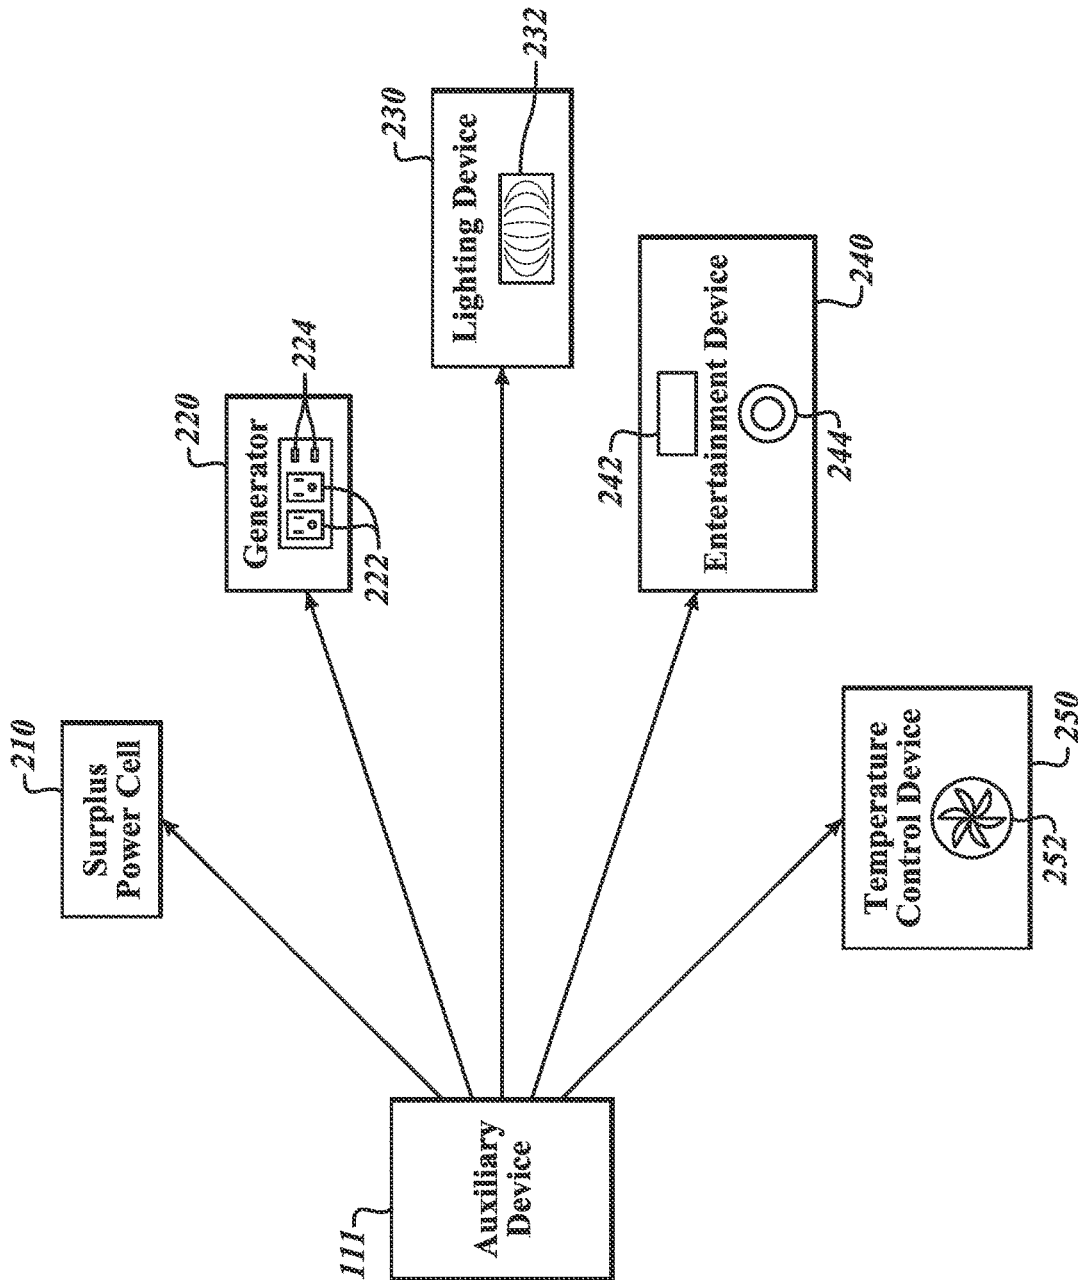 210
Surplus
Power Cell
220
Generator
224
222
230
Lighting Device
232
111
Auxiliary
Device
242
Entertainment Device
244
240
Temperature
Control Device
252
250